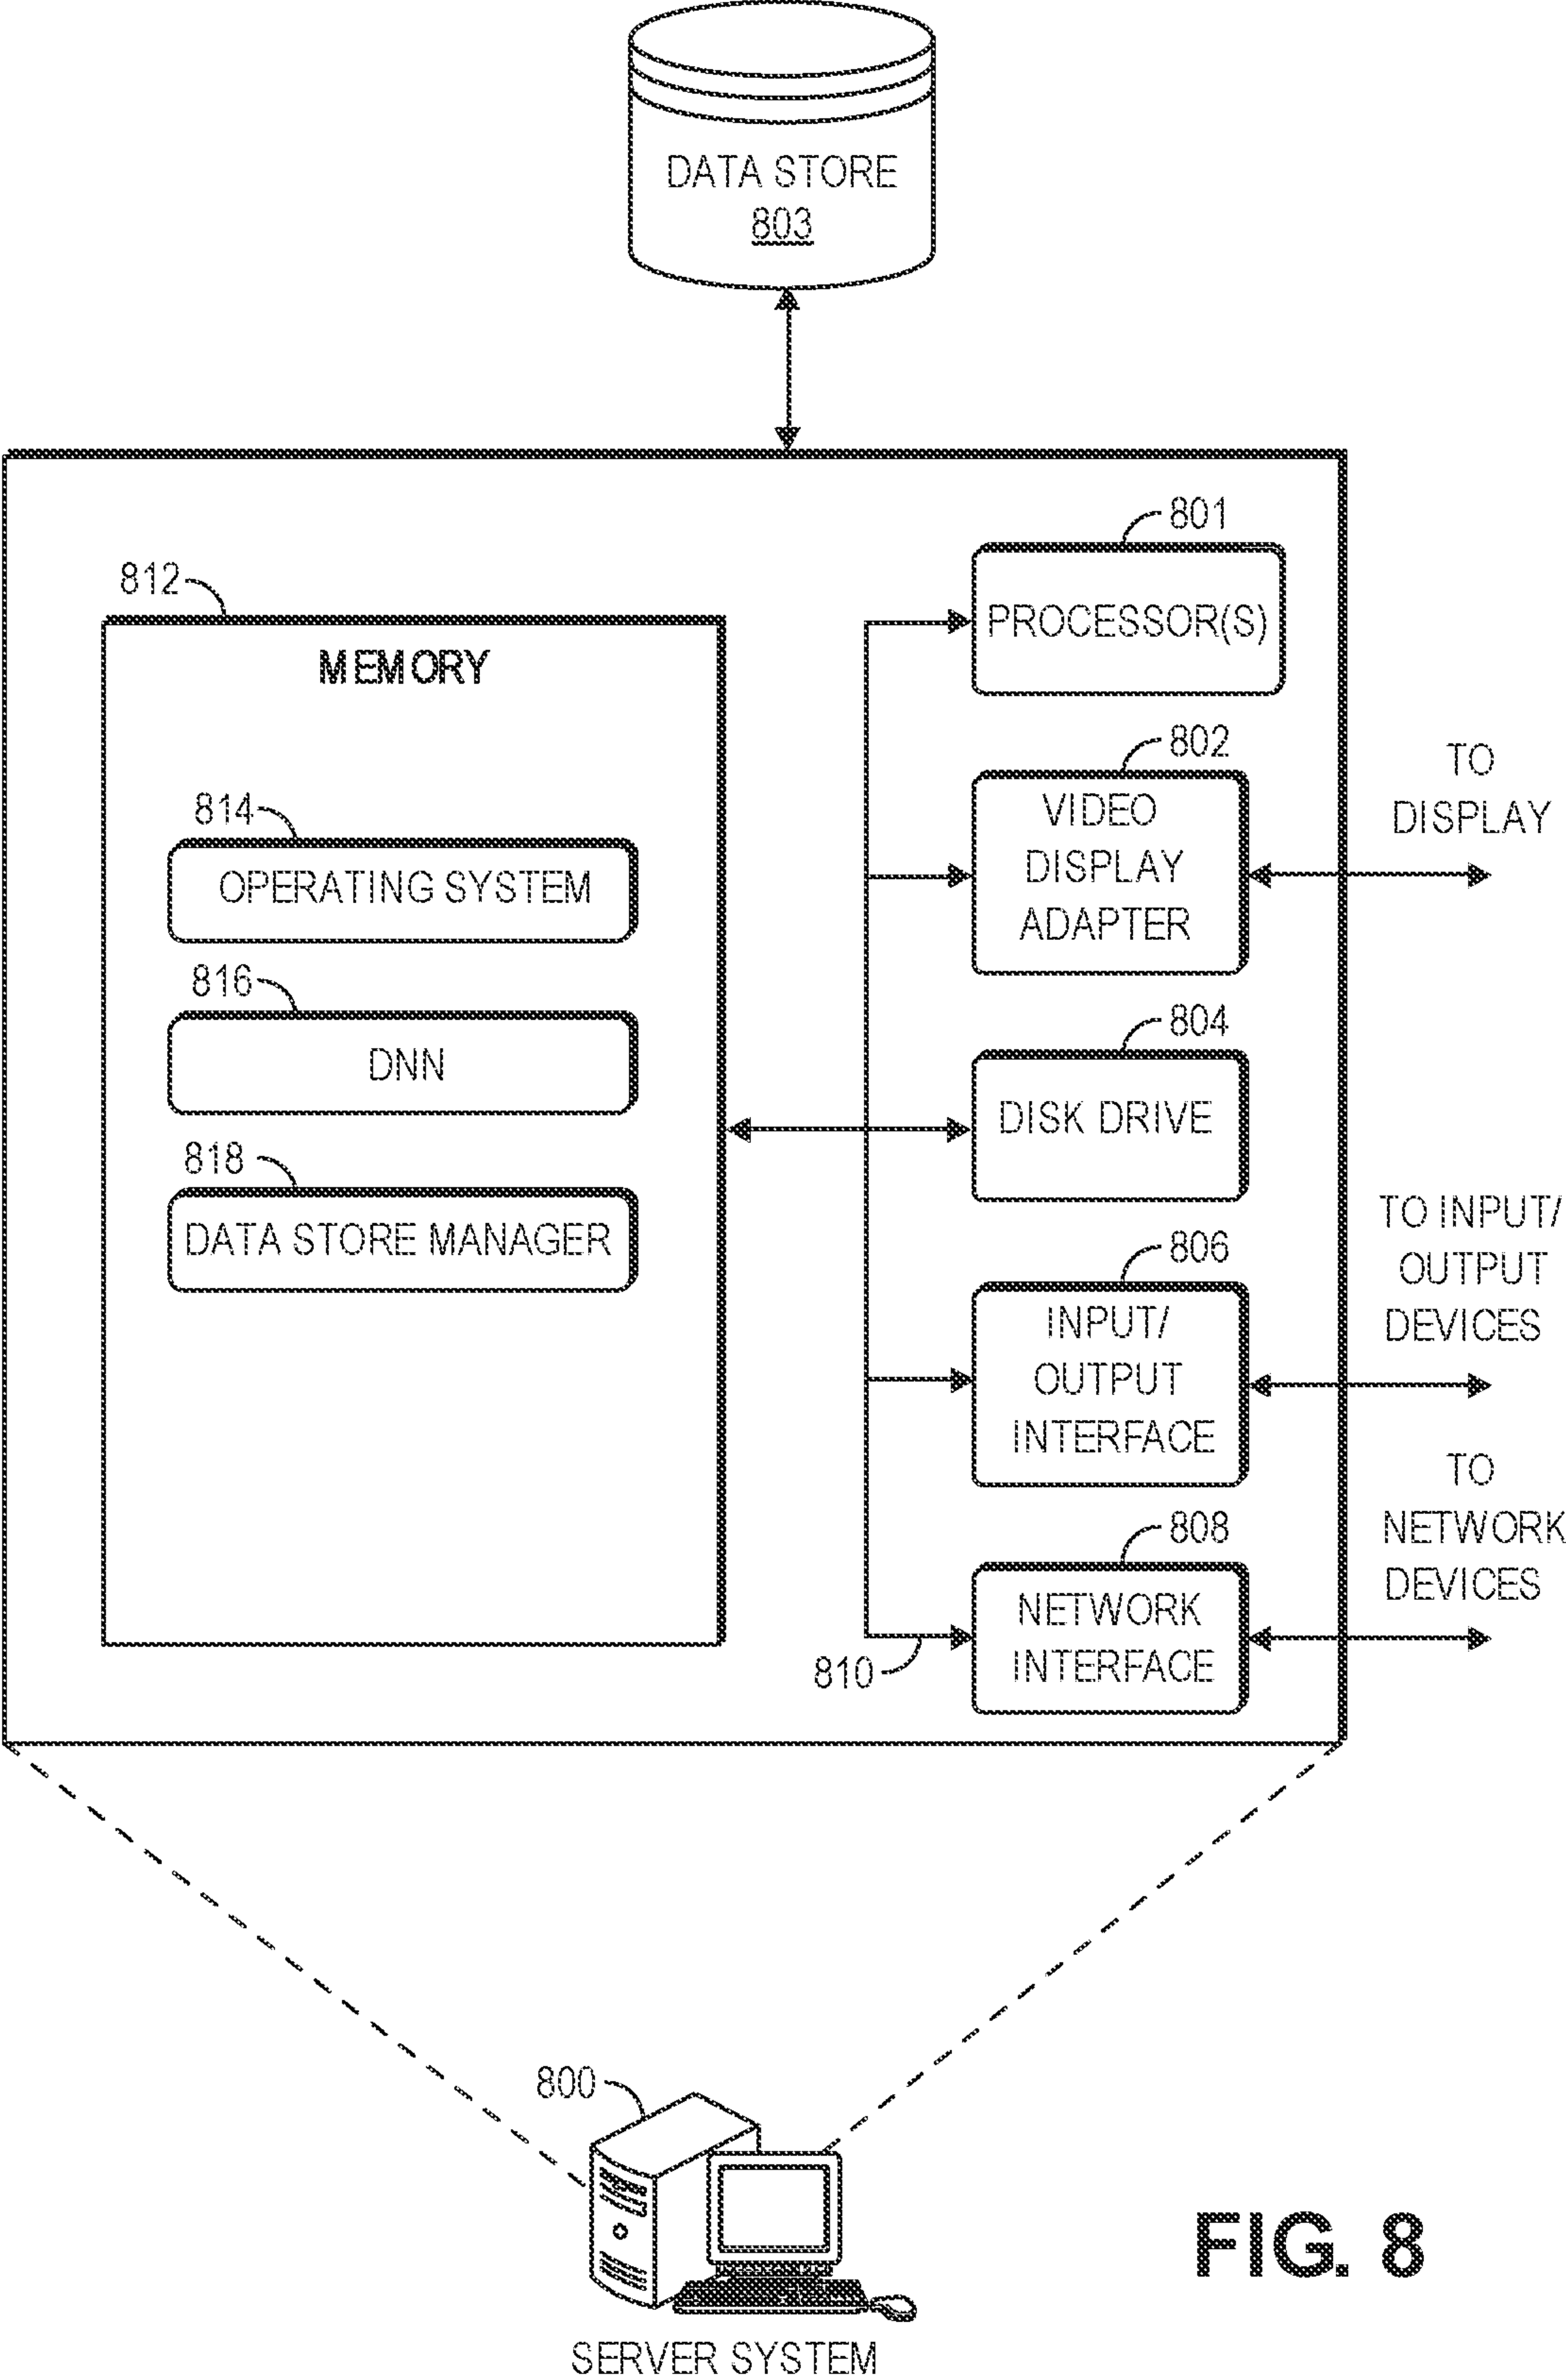 DATA STORE
803
801
PROCESSOR(S)
812
MEMORY
802
VIDEO
DISPLAY
ADAPTER
TO
DISPLAY
814
OPERATING SYSTEM
816
DNN
804
DISK DRIVE
818
DATA STORE MANAGER
806
INPUT/
OUTPUT
INTERFACE
TO INPUT/
OUTPUT
DEVICES
808
NETWORK
INTERFACE
TO
NETWORK
DEVICES
810
800
SERVER SYSTEM
FIG. 8